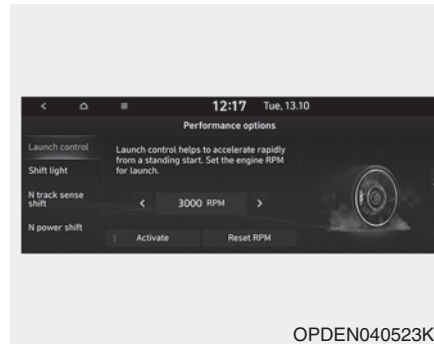 12:17 Tue, 13.10
Performance options
Launch control
Shift light
N track sense
shift
N power shift
Launch control helps to accelerate rapidly
from a standing start. Set the engine RPM
for launch.
3000 RPM
Activate
Reset RPM
OPDEN040523K